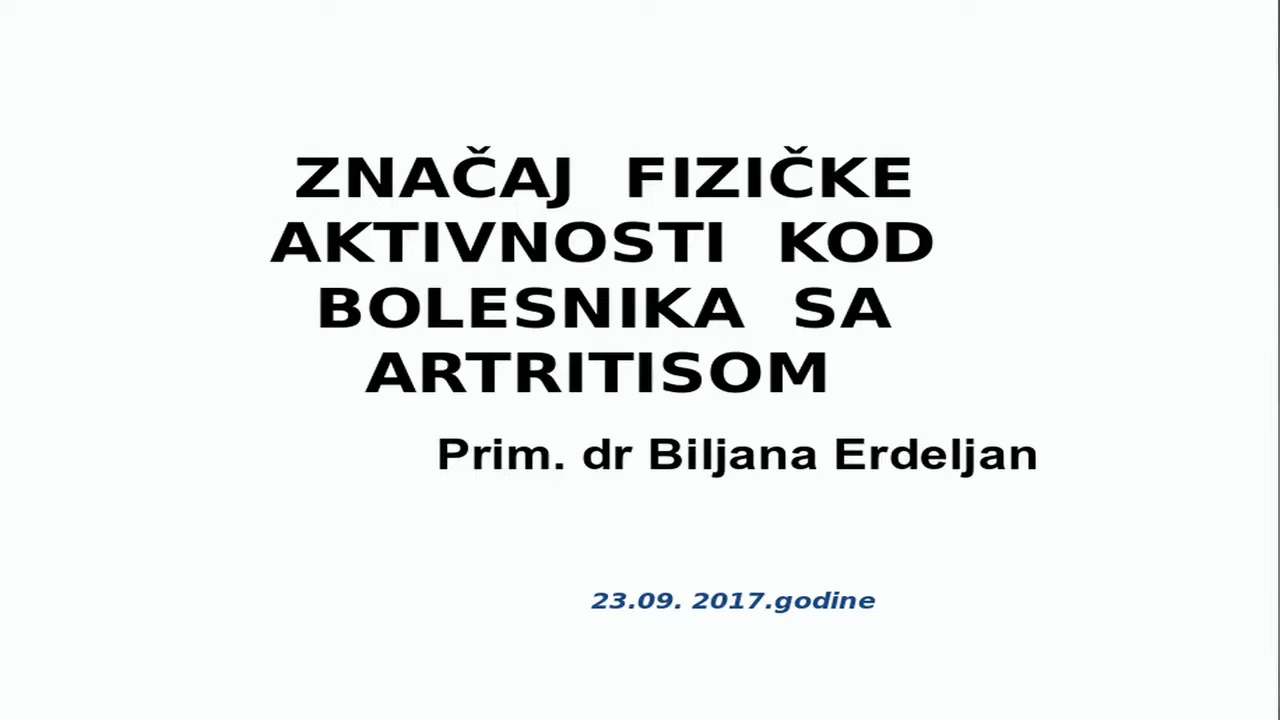 ZNAČAJ FIZIČKE
AKTIVNOSTI KOD
BOLESNIKA SA
ARTRITISOM
Prim. dr Biljana Erdeljan
23.09. 2017.godine